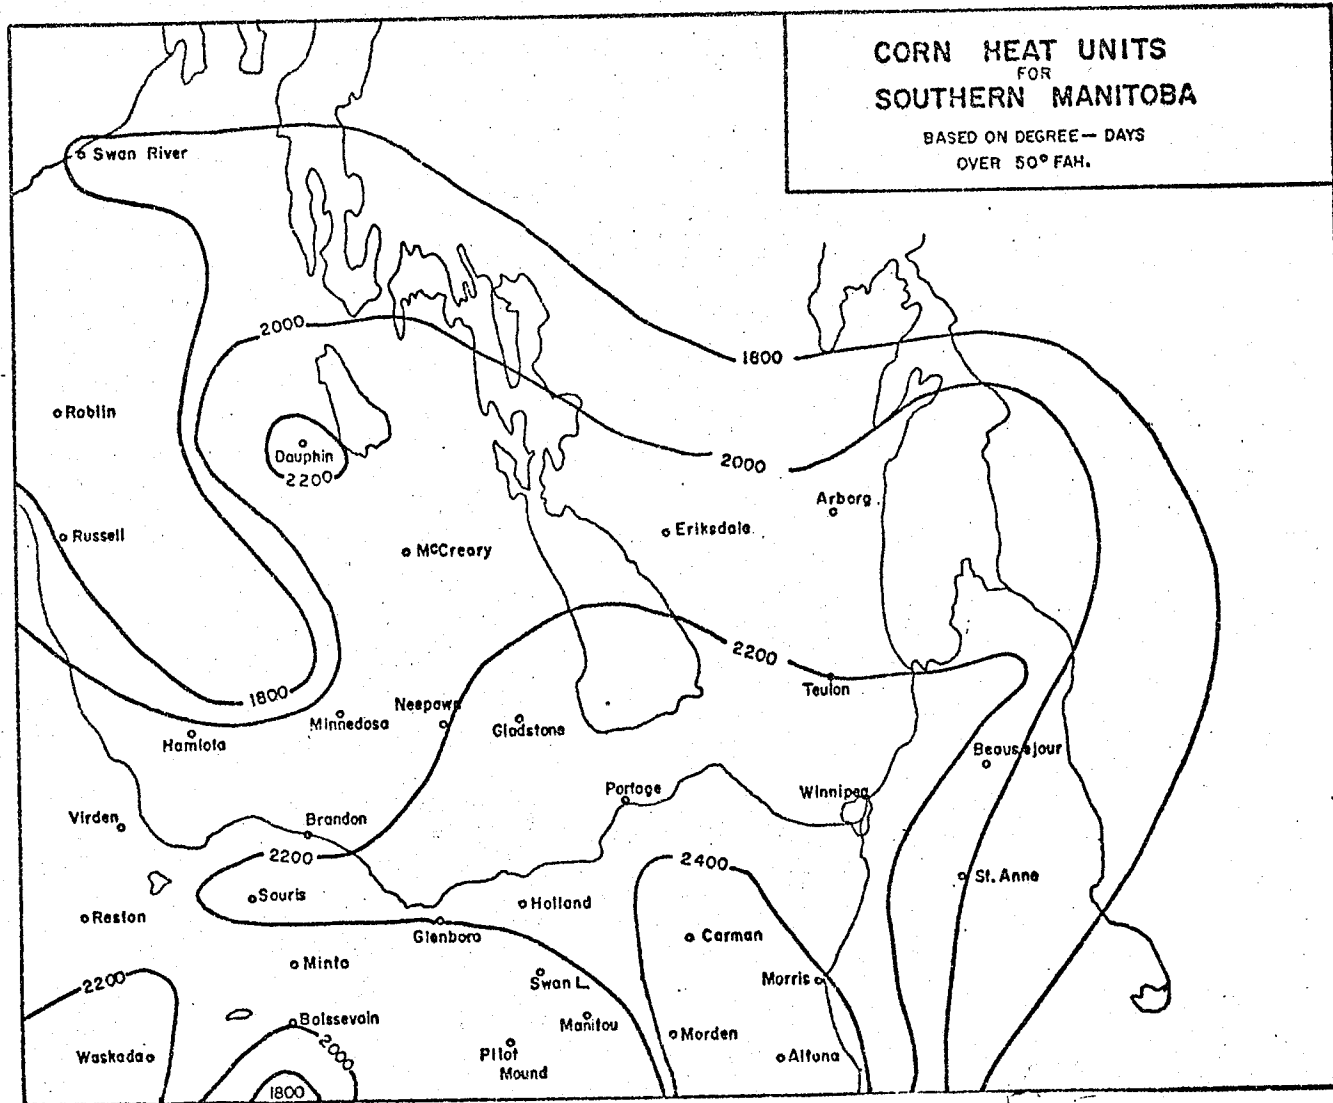 CORN HEAT UNITS
FOR
SOUTHERN MANITOBA
BASED ON DEGREE — DAYS
OVER 50° FAH.
Swan River
2000
1800
Roblin
Dauphin
2200
2000
Arborg
Eriksdale
Russell
McCreary
2200
Teulon
1800
Neepawa
Minnedosa
Gladstone
Hamiota
Beausejour
Portage
Winnipeg
Virden
Brandon
2200
2400
Souris
St. Anne
Holland
Reston
Glenboro
Carman
Minto
2200
Swan L.
Morris
Boissevain
Manitou
Morden
2000
Waskada
Pilot
Mound
Altona
1800